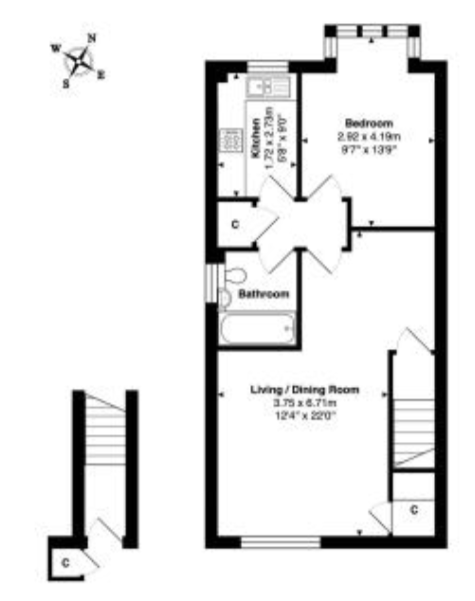 N
W
E
S
Kitchen
1.72 x 2.73m
5'8" x 9'0"
Bedroom
2.92 x 4.19m
9'7" x 13'9"
C
Bathroom
Living / Dining Room
3.75 x 6.71m
12'4" x 22'0"
C
C